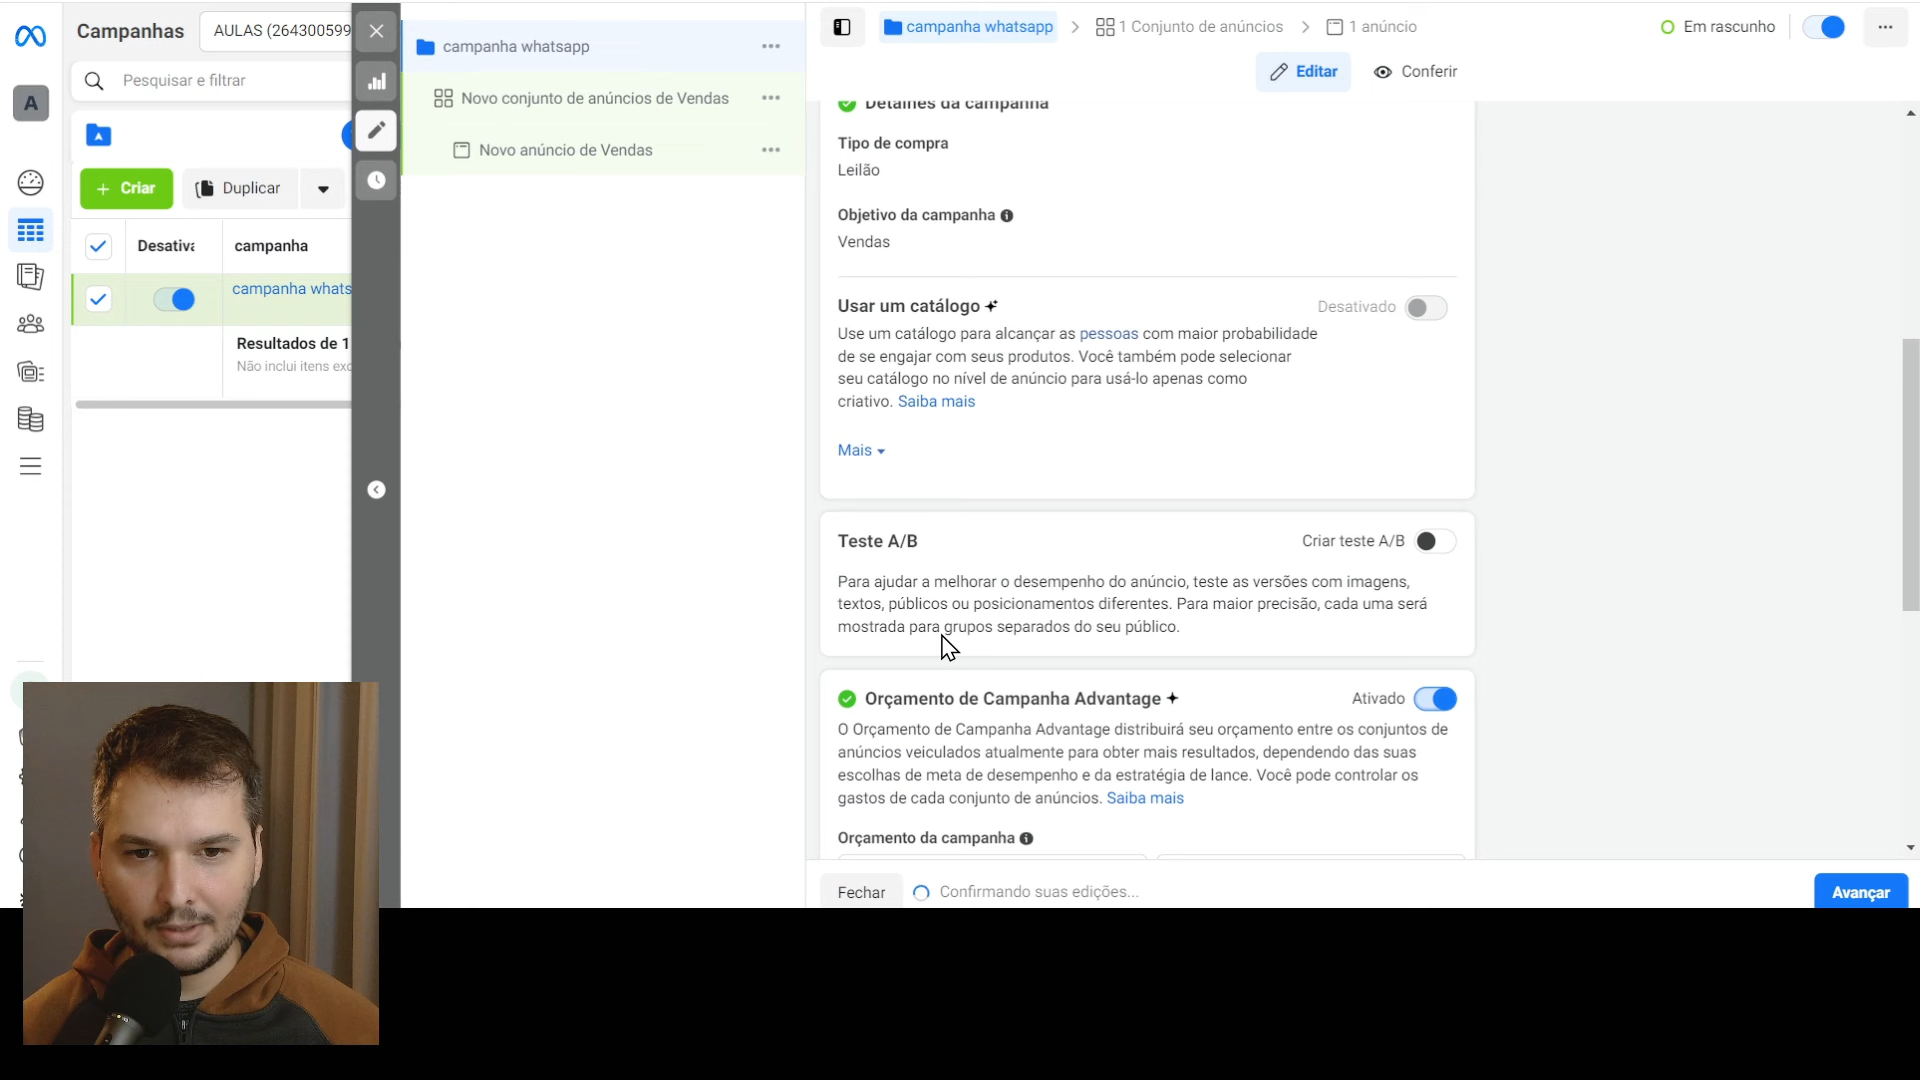 Campanhas
AULAS (264300599
Pesquisar e filtrar
A
Criar
Duplicar
Desativa
campanha
campanha whats
Resultados de 1
Não inclui itens exc
campanha whatsapp
Novo conjunto de anúncios de Vendas
Novo anúncio de Vendas
campanha whatsapp
1 Conjunto de anúncios
1 anúncio
Em rascunho
Editar
Conferir
Detalhes da campanha
Tipo de compra
Leilão
Objetivo da campanha
Vendas
Usar um catálogo
Desativado
Use um catálogo para alcançar as pessoas com maior probabilidade
de se engajar com seus produtos. Você também pode selecionar
seu catálogo no nível de anúncio para usá-lo apenas como
criativo. Saiba mais
Mais
Teste A/B
Criar teste A/B
Para ajudar a melhorar o desempenho do anúncio, teste as versões com imagens,
textos, públicos ou posicionamentos diferentes. Para maior precisão, cada uma será
mostrada para grupos separados do seu público.
Orçamento de Campanha Advantage
Ativado
O Orçamento de Campanha Advantage distribuirá seu orçamento entre os conjuntos de
anúncios veiculados atualmente para obter mais resultados, dependendo das suas
escolhas de meta de desempenho e da estratégia de lance. Você pode controlar os
gastos de cada conjunto de anúncios. Saiba mais
Orçamento da campanha
Fechar
Confirmando suas edições...
Avançar